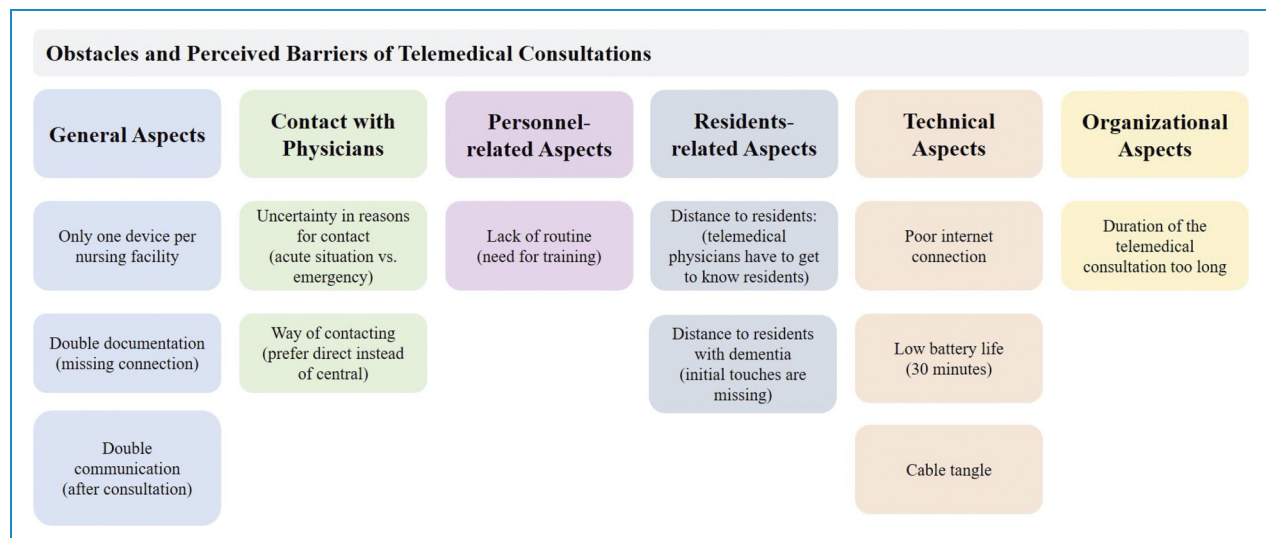 Obstacles and Perceived Barriers of Telemedical Consultations
General Aspects
Contact with
Physicians
Personnel-
related Aspects
Residents-
related Aspects
Technical
Aspects
Organizational
Aspects
Only one device per
nursing facility
Uncertainty in reasons
for contact
(acute situation vs.
emergency)
Lack of routine
(need for training)
Distance to residents:
(telemedical
physicians have to get
to know residents)
Poor internet
connection
Duration of the
telemedical
consultation too long
Double documentation
(missing connection)
Way of contacting
(prefer direct instead
of central)
Distance to residents
with dementia
(initial touches are
missing)
Low battery life
(30 minutes)
Double
communication
(after consultation)
Cable tangle